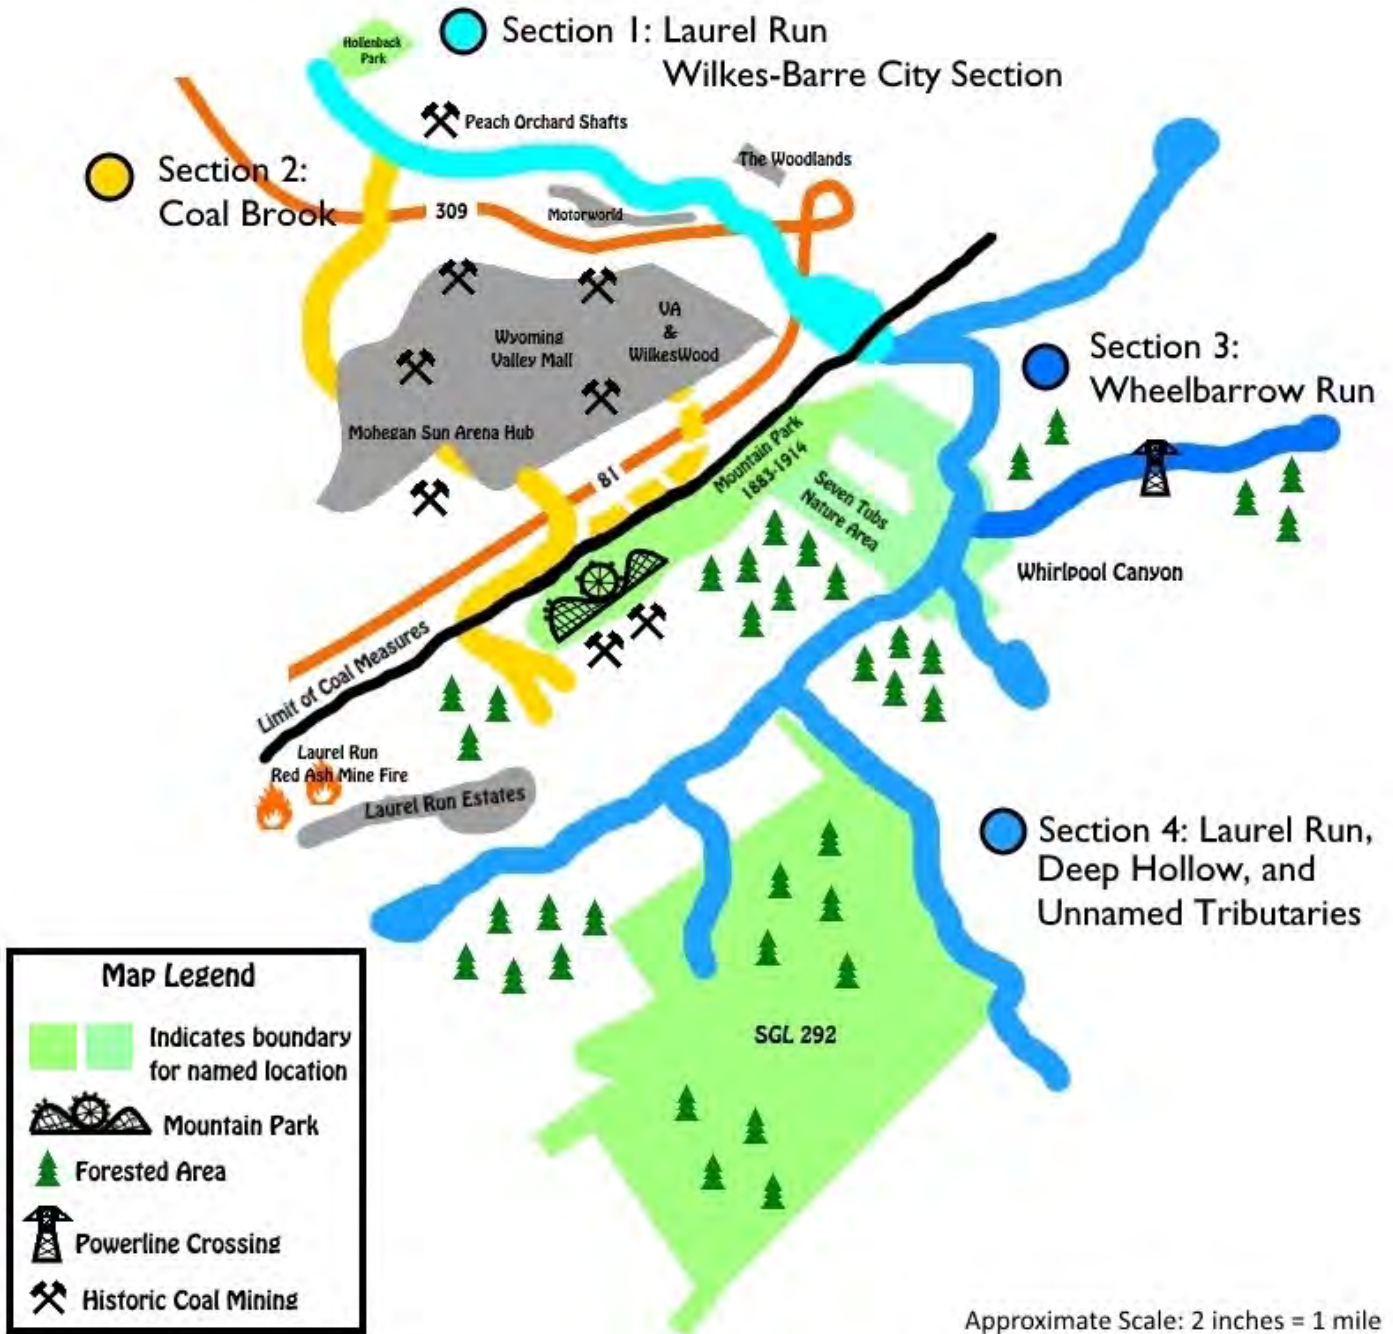 Section 1: Laurel Run
Wilkes-Barre City Section
Hollenback
Park
Peach Orchard Shafts
The Woodlands
Section 2:
Coal Brook
309
Motorworld
VA
&
WilkesWood
Wyoming
Valley Mall
Mohegan Sun Arena Hub
81
Section 3:
Wheelbarrow Run
Mountain Park
1883-1914
Seven Tubs
Nature Area
Whirlpool Canyon
Limit of Coal Measures
Laurel Run
Red Ash Mine Fire
Laurel Run Estates
Section 4: Laurel Run,
Deep Hollow, and
Unnamed Tributaries
SGL 292
Map Legend
Indicates boundary
for named location
Mountain Park
Forested Area
Powerline Crossing
Historic Coal Mining
Approximate Scale: 2 inches = 1 mile